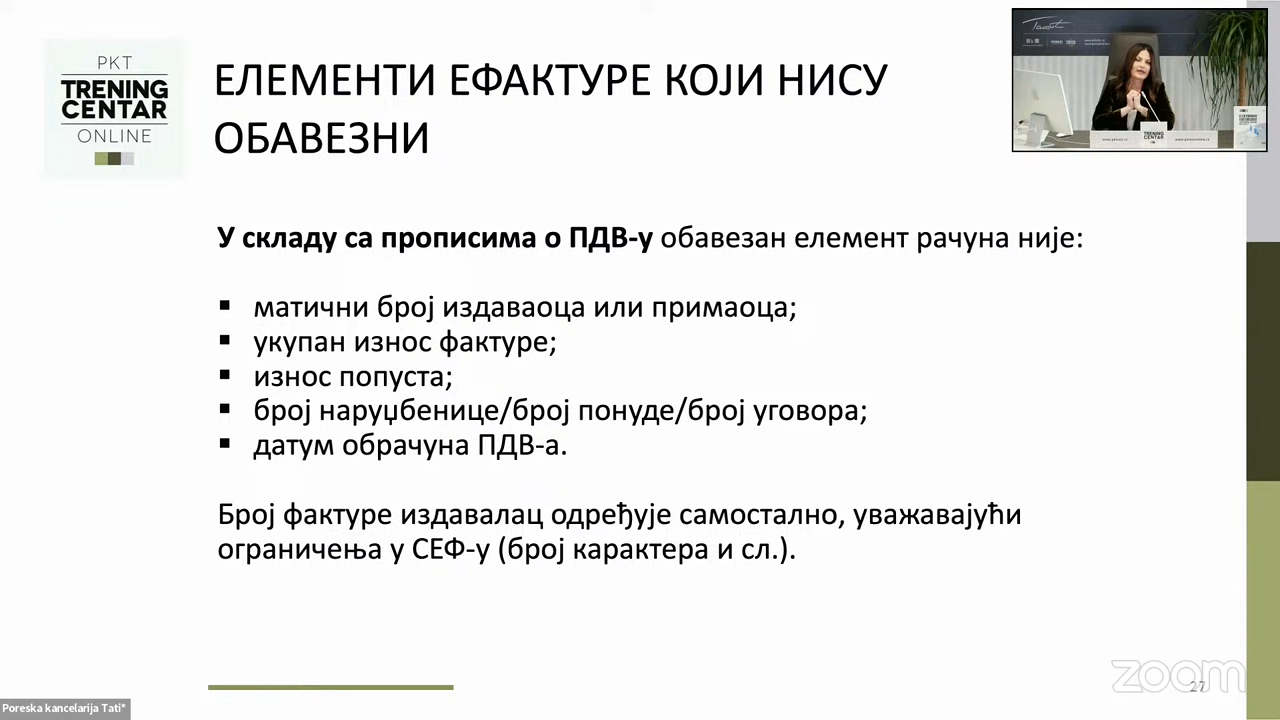 PKT
TRENING
CENTAR
ONLINE
ЕЛЕМЕНТИ ЕФАКТУРЕ КОЈИ НИСУ
ОБАВЕЗНИ
У складу са прописима о ПДВ-у обавезан елемент рачуна није:
матични број издаваоца или примаоца;
укупан износ фактуре;
износ попуста;
број наруџбенице/број понуде/број уговора;
датум обрачуна ПДВ-а.
Број фактуре издавалац одређује самостално, уважавајући
ограничења у СЕФ-у (број карактера и сл.).
TRENING
CENTAR
zoom
27
Poreska kancelarija Tati*